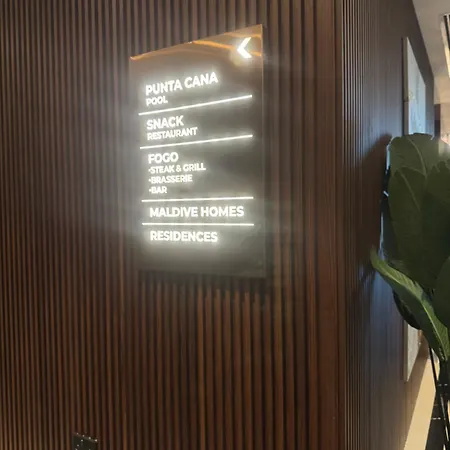 PUNTA CANA
POOL
SNACK
RESTAURANT
FOGO
•STEAK & GRILL
•BRASSERIE
•BAR
MALDIVE HOMES
RESIDENCES